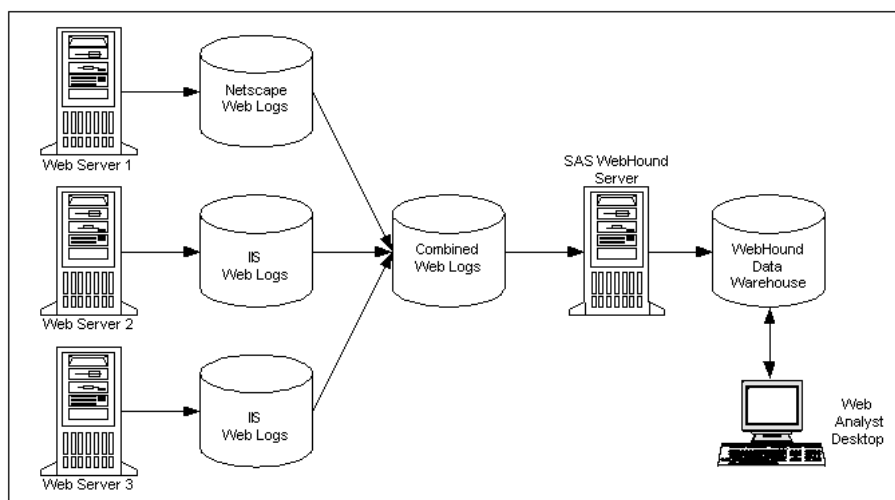 Netscape
Web Logs
Web Server 1
SAS WebHound
Server
IIS
Web Logs
Combined
Web Logs
WebHound
Data
Warehouse
Web Server 2
IIS
Web Logs
Web
Analyst
Desktop
Web Server 3